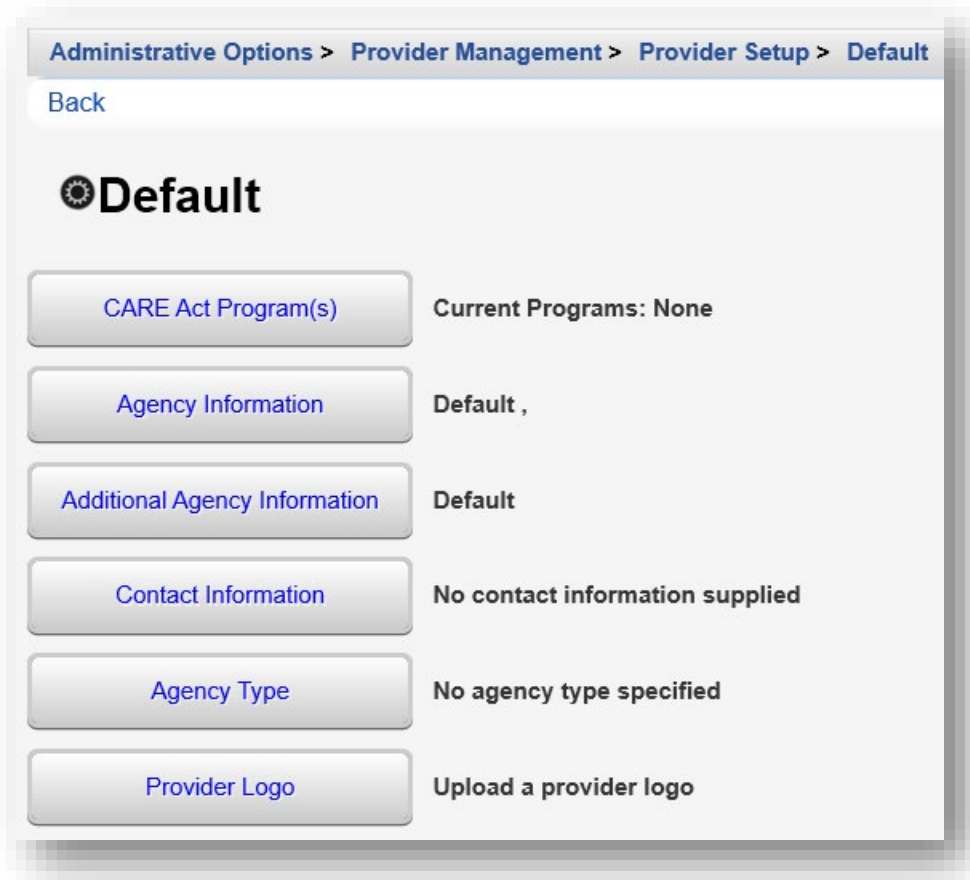 Administrative Options > Provider Management > Provider Setup > Default
Back
Default
CARE Act Program(s) Current Programs: None
Agency Information Default ,
Additional Agency Information Default
Contact Information No contact information supplied
Agency Type No agency type specified
Provider Logo Upload a provider logo